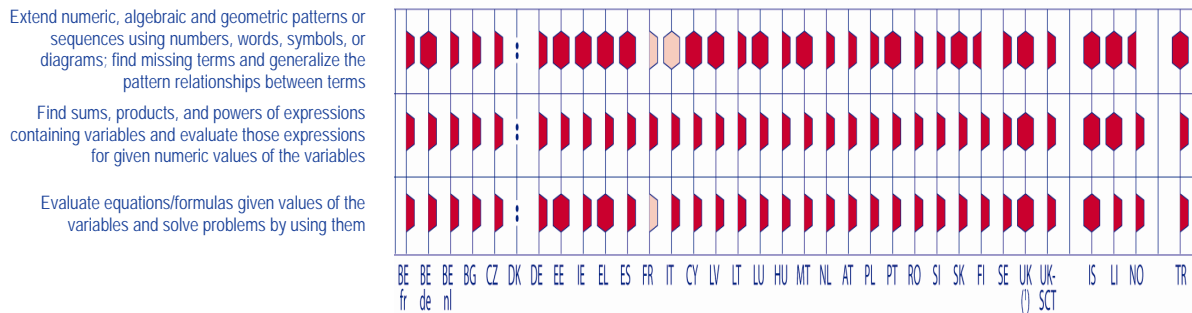 Extend numeric, algebraic and geometric patterns or
sequences using numbers, words, symbols, or
diagrams; find missing terms and generalize the
pattern relationships between terms
Find sums, products, and powers of expressions
containing variables and evaluate those expressions
for given numeric values of the variables
Evaluate equations/formulas given values of the
variables and solve problems by using them
BE BE BE BG CZ DK DE EE IE EL ES FR IT CY LV LT LU HU MT NL AT PL PT RO SI SK FI SE UK UK- IS LI NO TR
fr de nl (¹) SCT